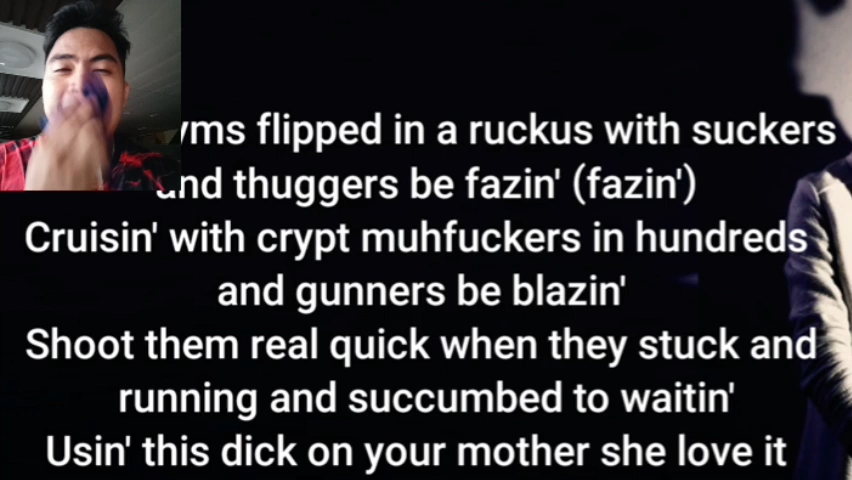 flipped in a ruckus with suckers
and thuggers be fazin' (fazin')
Cruisin' with crypt muhfuckers in hundreds
and gunners be blazin'
Shoot them real quick when they stuck and
running and succumbed to waitin'
Usin' this dick on your mother she love it